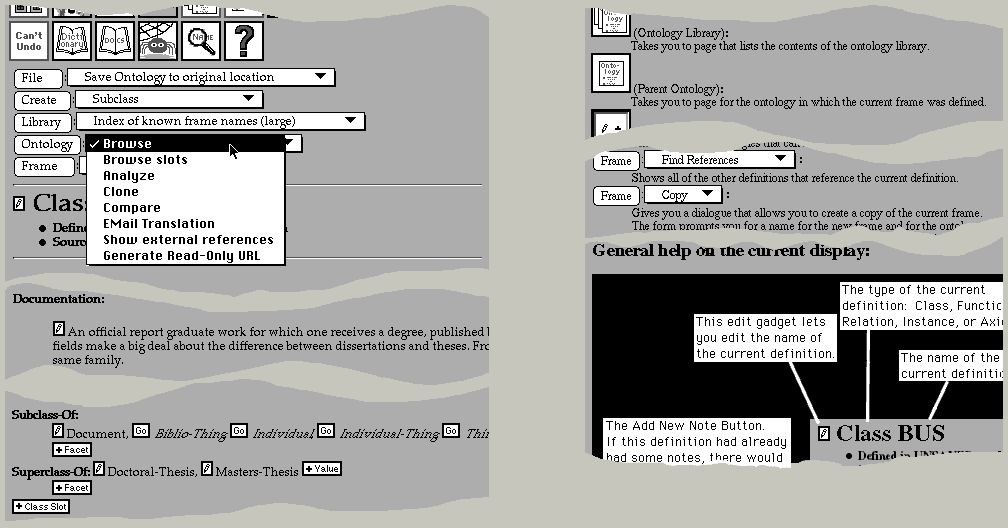 Can't
Undo
Dicti
onary
DOCS
NAME
?
File : Save Ontology to original location
Create : Subclass
Library : Index of known frame names (large)
Ontology
Frame :
✓ Browse
Browse slots
Analyze
Clone
Compare
EMail Translation
Show external references
Generate Read-Only URL
Clas
Defin
Sourc
Documentation:
An official report graduate work for which one receives a degree, published
fields make a big deal about the difference between dissertations and theses. Fro
same family.
Subclass-Of:
Document, Go Biblio-Thing Go Individual Go Individual-Thing Go Thin
+ Facet
Superclass-Of: Doctoral-Thesis, Masters-Thesis + Value
+ Facet
+ Class Slot
Ontology
(Ontology Library):
Takes you to page that lists the contents of the ontology library.
Onto-
logy
(Parent Ontology):
Takes you to page for the ontology in which the current frame was defined.
Frame : Find References :
Shows all of the other definitions that reference the current definition.
Frame : Copy :
Gives you a dialogue that allows you to create a copy of the current frame.
The form prompts you for a name for the new frame and for the
General help on the current display:
The type of the current
definition: Class, Functio
Relation, Instance, or Axio
This edit gadget lets
you edit the name of
the current definition.
The name of the
current definitio
The Add New Note Button.
If this definition had already
had some notes, there would
Class BUS
Defined in